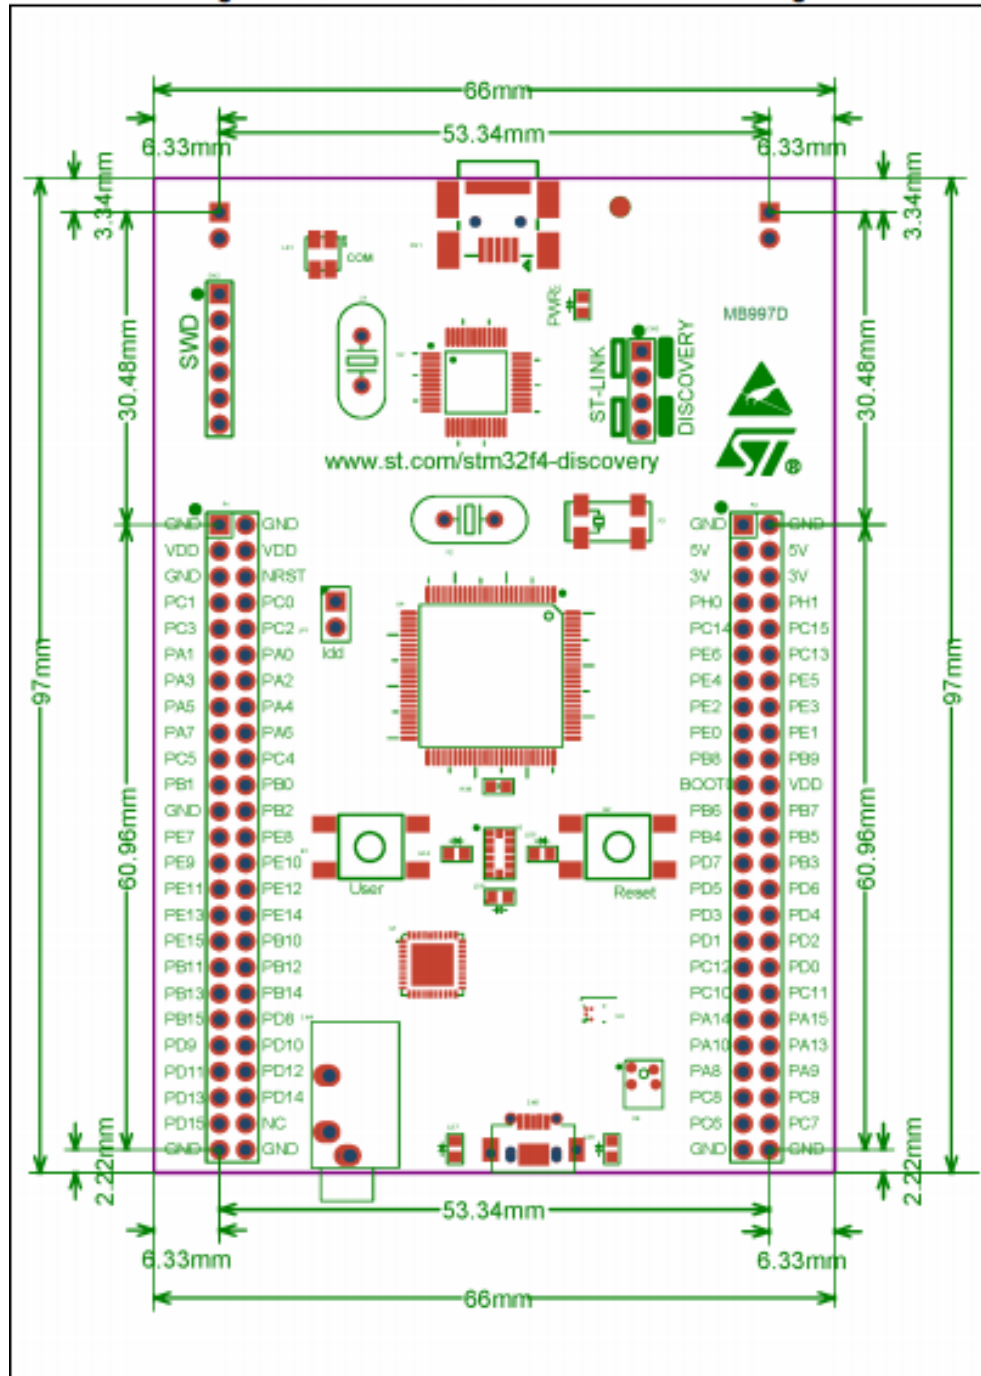 66mm
53.34mm
6.33mm
6.33mm
3.34mm
3.34mm
COM
PWR
MB997D
SWD
ST-LINK
DISCOVERY
30.48mm
30.48mm
ST®
www.st.com/stm32f4-discovery
GND GND GND GND
VDD VDD 5V 5V
GND NRST 3V 3V
PC1 PC0 PH0 PH1
PC3 PC2 PC14 PC15
Idd
PA1 PA0 PE6 PC13
PA3 PA2 PE4 PE5
97mm
97mm
PA5 PA4 PE2 PE3
PA7 PA6 PE0 PE1
PC5 PC4 PB8 PB9
PB1 PB0 BOOT0 VDD
GND PB2 PB6 PB7
PE7 PE8 PB4 PB5
60.96mm
60.96mm
PE9 PE10 PD7 PB3
User
Reset
PE11 PE12 PD5 PD6
PE13 PE14 PD3 PD4
PE15 PB10 PD1 PD2
PB11 PB12 PC12 PD0
PB13 PB14 PC10 PC11
PB15 PD8 PA14 PA15
PD9 PD10 PA10 PA13
PD11 PD12 PA8 PA9
PD13 PD14 PC8 PC9
PD15 NC PC6 PC7
GND GND GND GND
2.22mm
2.22mm
53.34mm
6.33mm
6.33mm
66mm